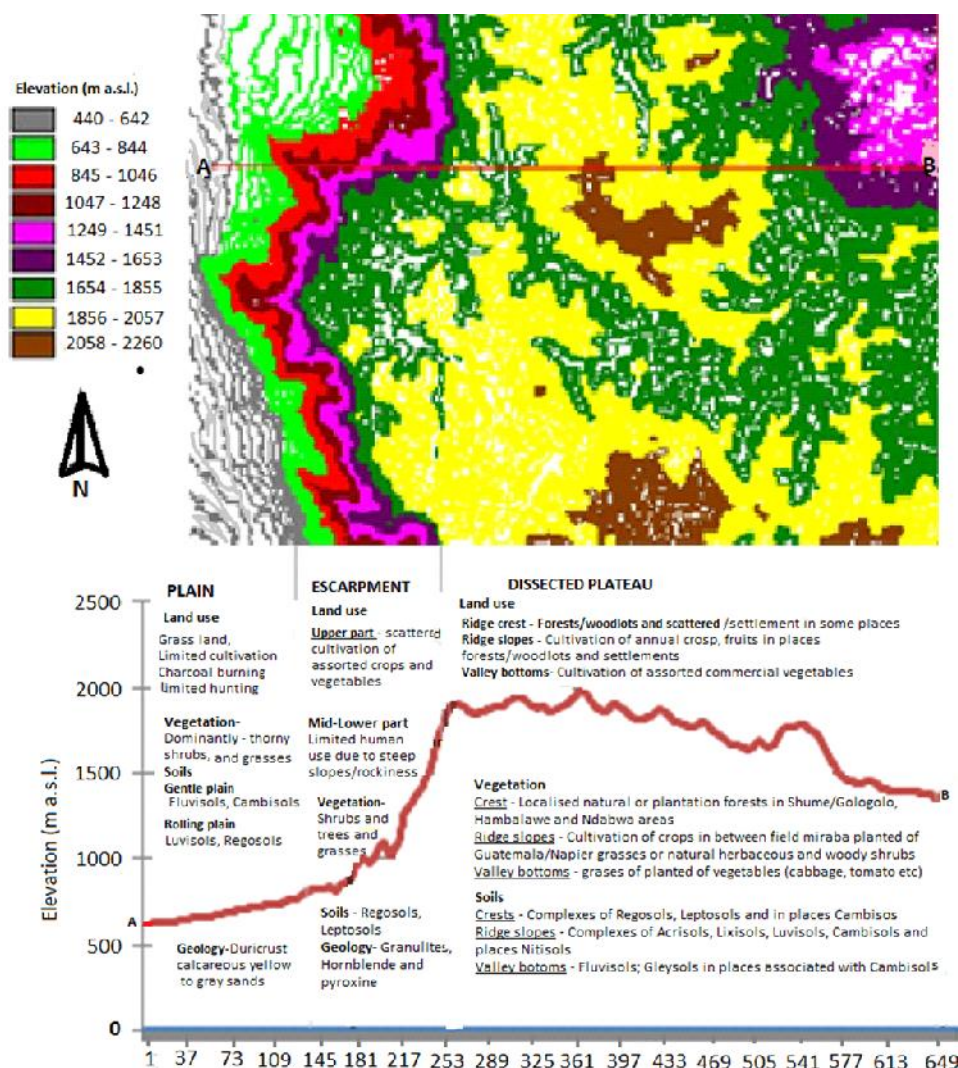 Elevation (m a.s.l.)
440 - 642
643 - 844
845 - 1046
1047 - 1248
1249 - 1451
1452 - 1653
1654 - 1855
1856 - 2057
2058 - 2260
N
A
B
PLAIN
Land use
Grass land,
Limited cultivation
Charcoal burning
limited hunting
Vegetation-
Dominantly - thorny
shrubs, and grasses
Soils
Gentle plain
Fluvisols, Cambisols
Rolling plain
Luvisols, Regosols
Geology-Duricrust
calcareous yellow
to gray sands
ESCARPMENT
Land use
Upper part - scattered
cultivation of
assorted crops and
vegetables
Mid-Lower part
Limited human
use due to steep
slopes/rockiness
Vegetation-
Shrubs and
trees and
grasses
Soils - Regosols,
Leptosols
Geology- Granulites,
Hornblende and
pyroxine
DISSECTED PLATEAU
Land use
Ridge crest - Forests/woodlots and scattered /settlement in some places
Ridge slopes - Cultivation of annual crosp, fruits in places
forests/woodlots and settlements
Valley bottoms- Cultivation of assorted commercial vegetables
Vegetation
Crest - Localised natural or plantation forests in Shume/Gologolo,
Hambalawe and Ndabwa areas
Ridge slopes - Cultivation of crops in between field miraba planted of
Guatemala/Napier grasses or natural herbaceous and woody shrubs
Valley bottoms - grases of planted of vegetables (cabbage, tomato etc)
Soils
Crests - Complexes of Regosols, Leptosols and in places Cambisos
Ridge slopes - Complexes of Acrisols, Lixisols, Luvisols, Cambisols and
places Nitisols
Valley botoms - Fluvisols; Gleysols in places associated with Cambisols
Elevation (m a.s.l.)
2500
2000
1500
1000
500
0
A
B
1 37 73 109 145 181 217 253 289 325 361 397 433 469 505 541 577 613 649